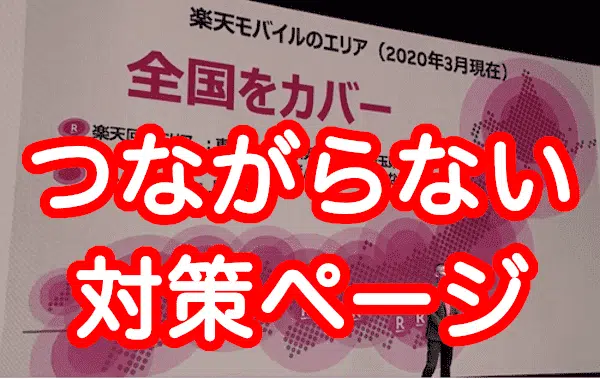 楽天モバイルのエリア（2020年3月現在）
全国をカバー
R 楽天回
つながらない
対策ページ
R R
R